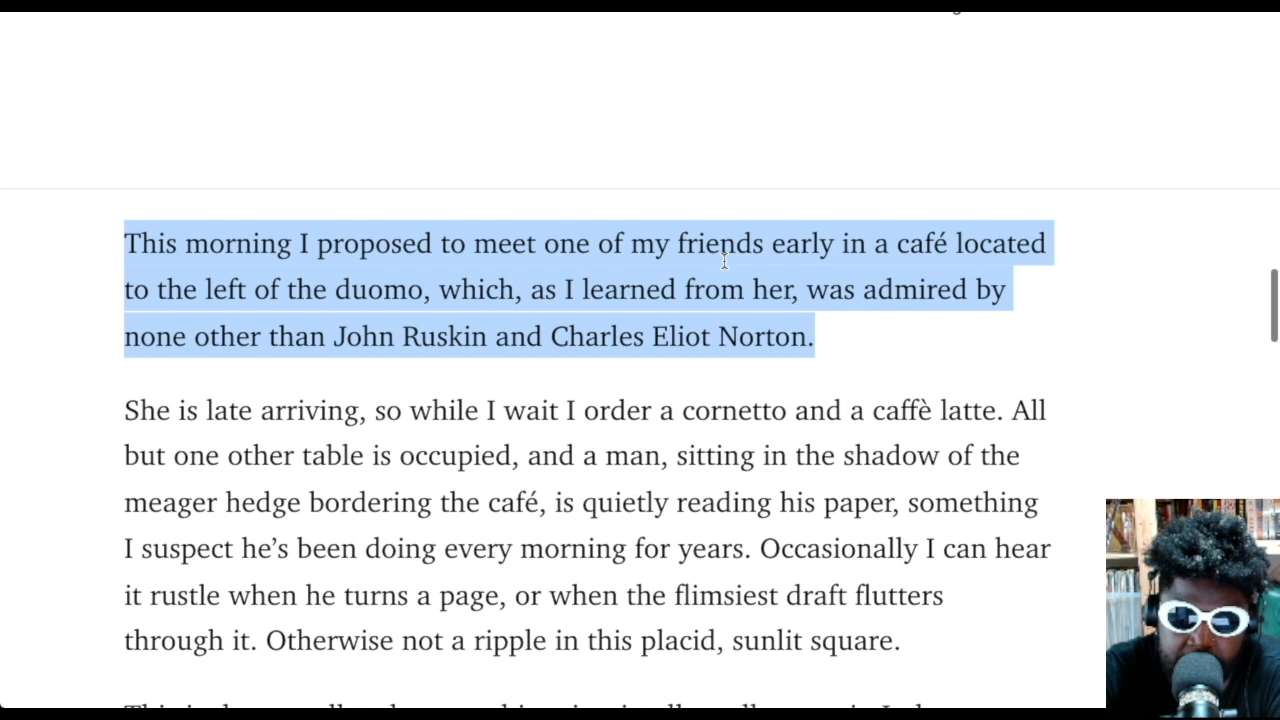 This morning I proposed to meet one of my friends early in a café located
to the left of the duomo, which, as I learned from her, was admired by
none other than John Ruskin and Charles Eliot Norton.
She is late arriving, so while I wait I order a cornetto and a caffè latte. All
but one other table is occupied, and a man, sitting in the shadow of the
meager hedge bordering the café, is quietly reading his paper, something
I suspect he’s been doing every morning for years. Occasionally I can hear
it rustle when he turns a page, or when the flimsiest draft flutters
through it. Otherwise not a ripple in this placid, sunlit square.